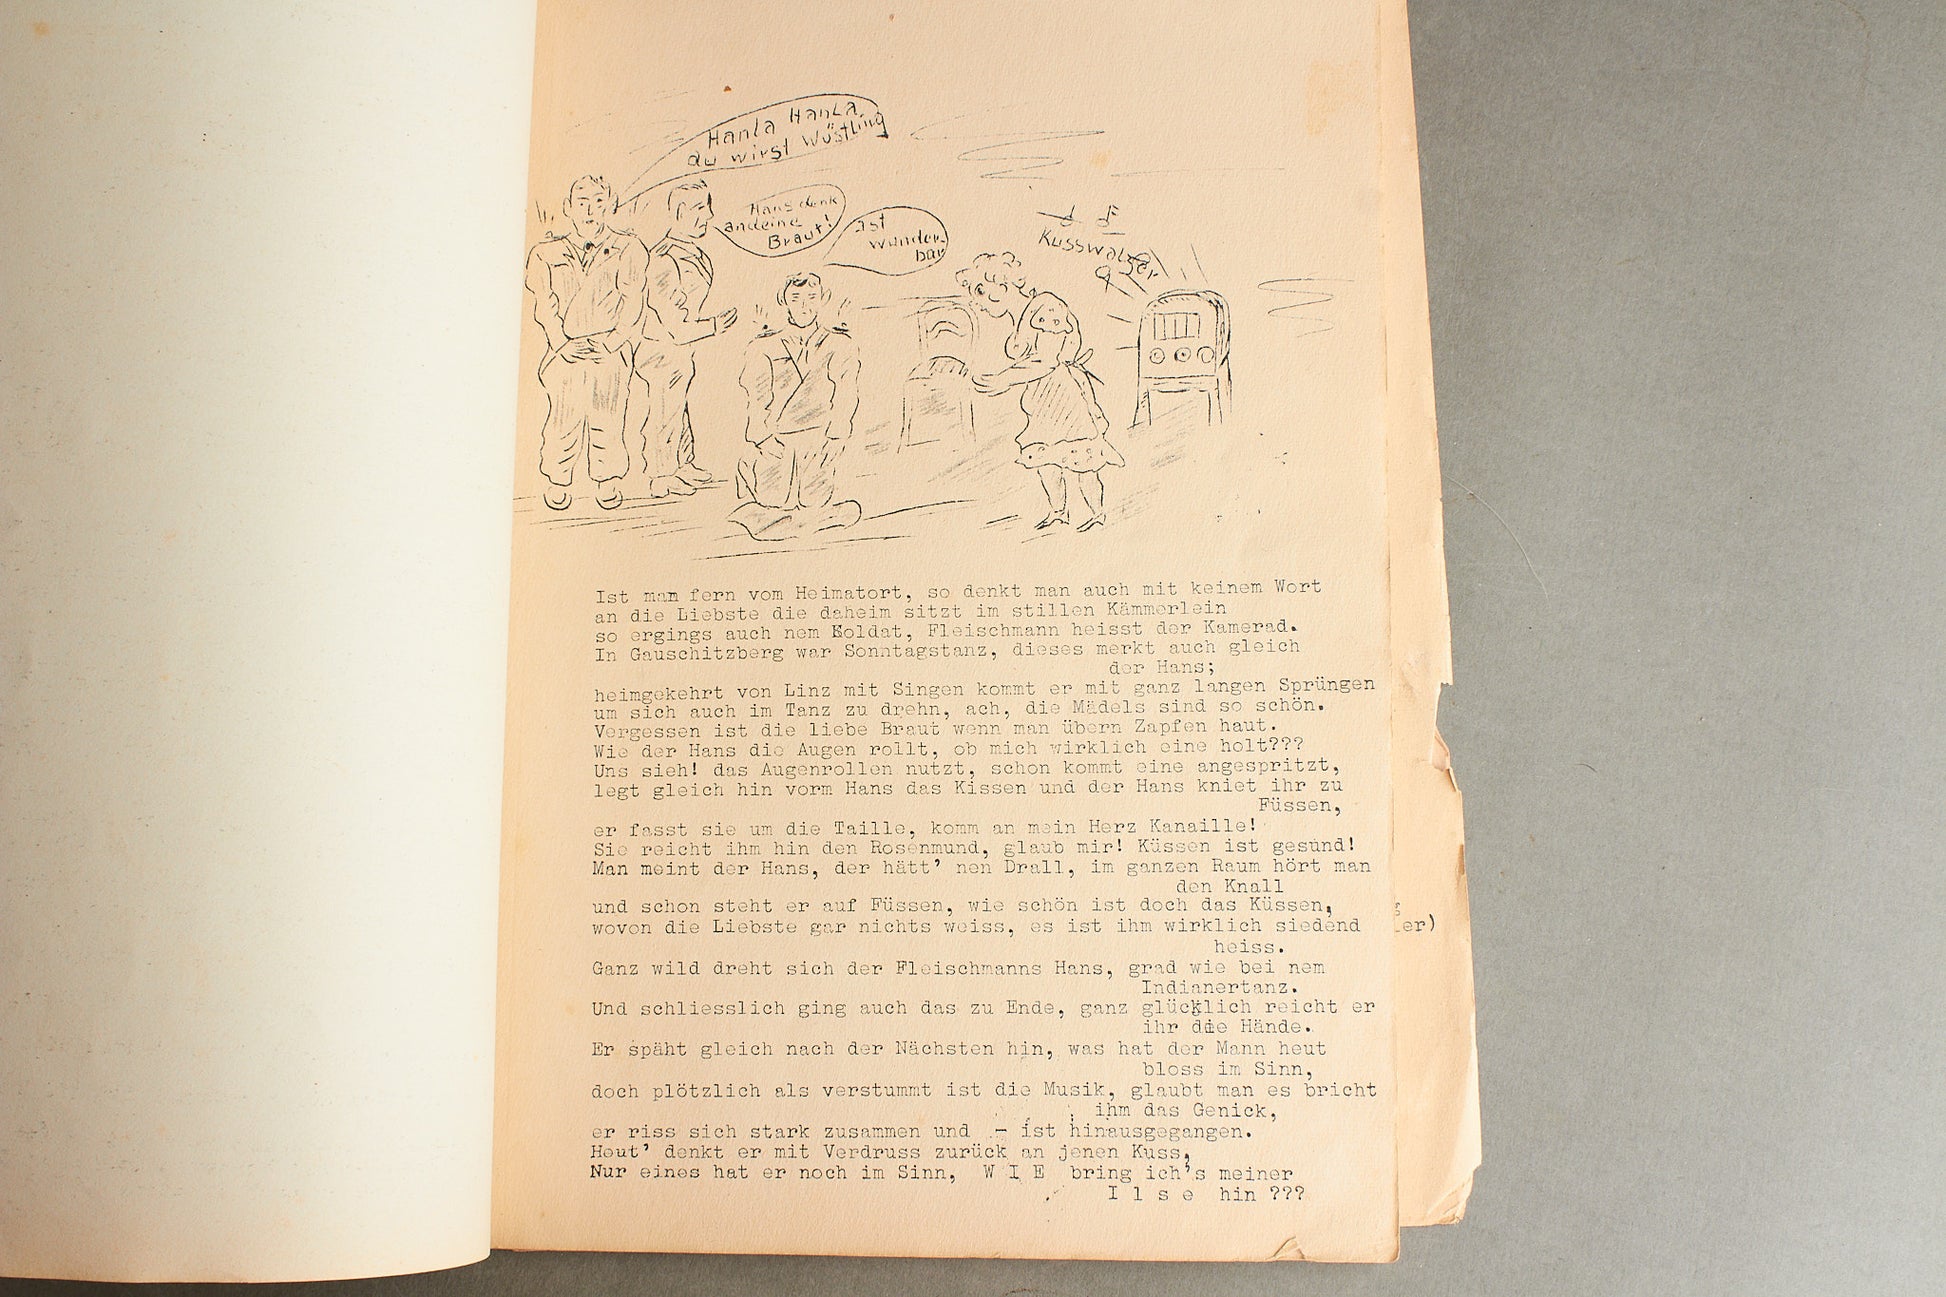 Hansa Hansa
du wirst Wüstling
Hans denk
an deine
Braut!
Ist
wunder-
bar
Kusswalzer
Ist man fern vom Heimatort, so denkt man auch mit keinem Wort
an die Liebste die daheim sitzt im stillen Kämmerlein
so ergings auch nem Soldat, Fleischmann heisst der Kamerad.
In Gauschitzberg war Sonntagstanz, dieses merkt auch gleich
der Hans;
heimgekehrt von Linz mit Singen kommt er mit ganz langen Sprüngen
um sich auch im Tanz zu drehn, ach, die Mädels sind so schön.
Vergessen ist die liebe Braut wenn man übern Zapfen haut.
Wie der Hans die Augen rollt, ob mich wirklich eine holt???
Uns sieh! das Augenrollen nutzt, schon kommt eine angespritzt,
legt gleich hin vorm Hans das Kissen und der Hans kniet ihr zu
Füssen,
er fasst sie um die Taille, komm an mein Herz Kanaille!
Sie reicht ihm hin den Rosenmund, glaub mir! Küssen ist gesund!
Man meint der Hans, der hätt' nen Drall, im ganzen Raum hört man
den Knall
und schon steht er auf Füssen, wie schön ist doch das Küssen,
wovon die Liebste gar nichts weiss, es ist ihm wirklich siedend
er)
heiss.
Ganz wild dreht sich der Fleischmanns Hans, grad wie bei nem
Indianertanz.
Und schliesslich ging auch das zu Ende, ganz glücklich reicht er
ihr die Hände.
Er späht gleich nach der Nächsten hin, was hat der Mann heut
bloss im Sinn,
doch plötzlich als verstummt ist die Musik, glaubt man es bricht
ihm das Genick,
er riss sich stark zusammen und - ist hinausgegangen.
Heut' denkt er mit Verdruss zurück an jenen Kuss,
Nur eines hat er noch im Sinn, W I E bring ich's meiner
I l s e hin ???